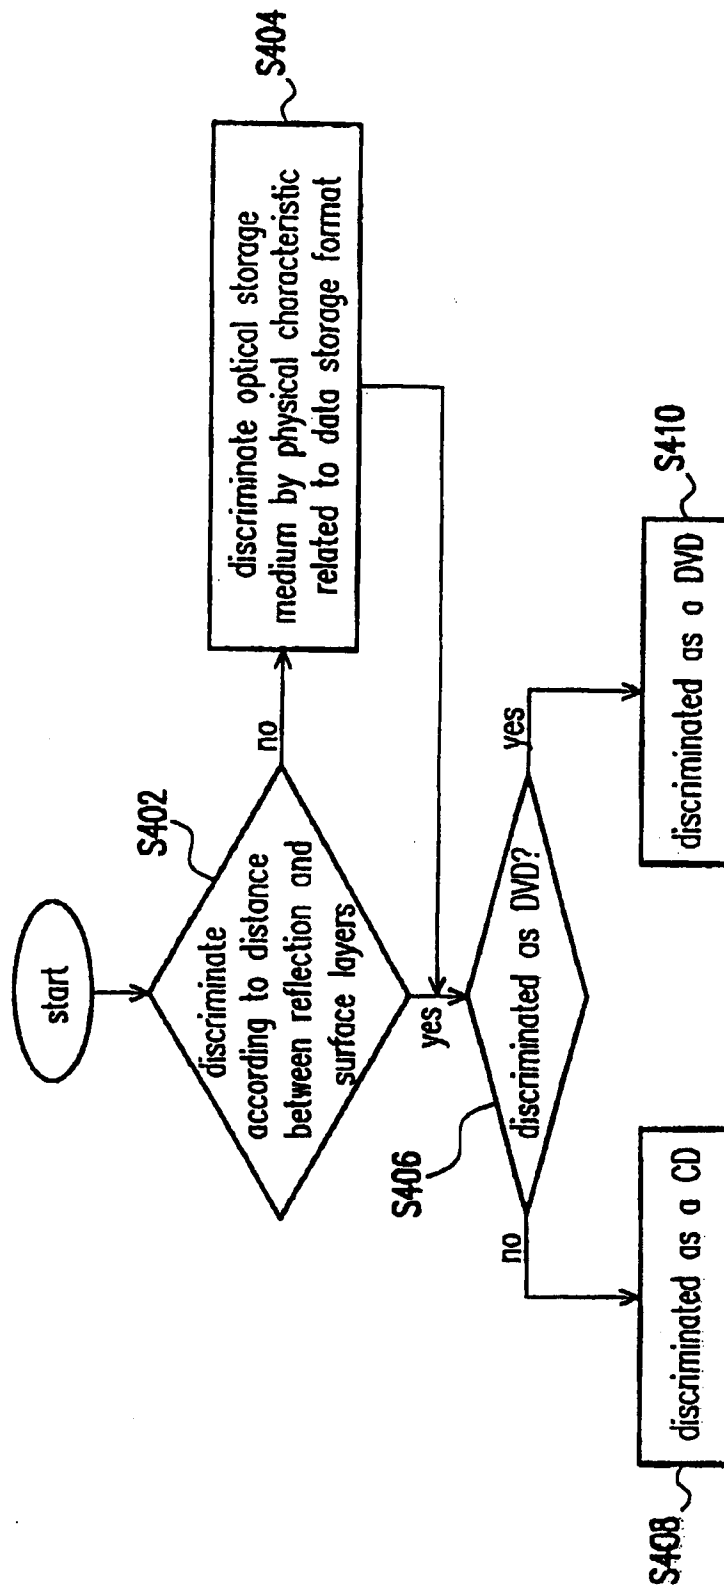 start
S402
discriminate
according to distance
between reflection and
surface layers
no
yes
S404
discriminate optical storage
medium by physical characteristic
related to data storage format
S406
discriminated as DVD?
no
yes
S408
discriminated as a CD
S410
discriminated as a DVD